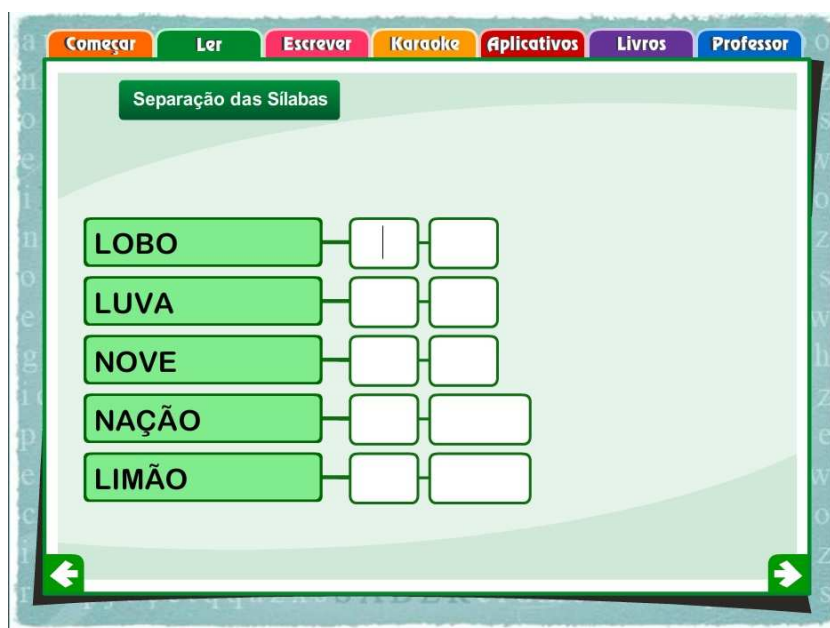 Começar Ler Escrever Karaoke Aplicativos Livros Professor
Separação das Sílabas
LOBO
LUVA
NOVE
NAÇÃO
LIMÃO